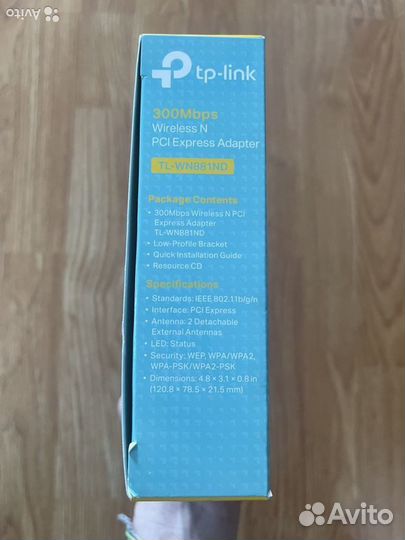 Avito
tp-link
300Mbps
Wireless N
PCI Express Adapter
TL-WN881ND
Package Contents
• 300Mbps Wireless N PCI
Express Adapter
TL-WN881ND
• Low-Profile Bracket
• Quick Installation Guide
• Resource CD
Specifications
• Standards: IEEE 802.11b/g/n
• Interface: PCI Express
• Antenna: 2 Detachable
External Antennas
• LED: Status
• Security: WEP, WPA/WPA2,
WPA-PSK/WPA2-PSK
• Dimensions: 4.8 × 3.1 × 0.8 in
(120.8 × 78.5 × 21.5 mm)
Avito